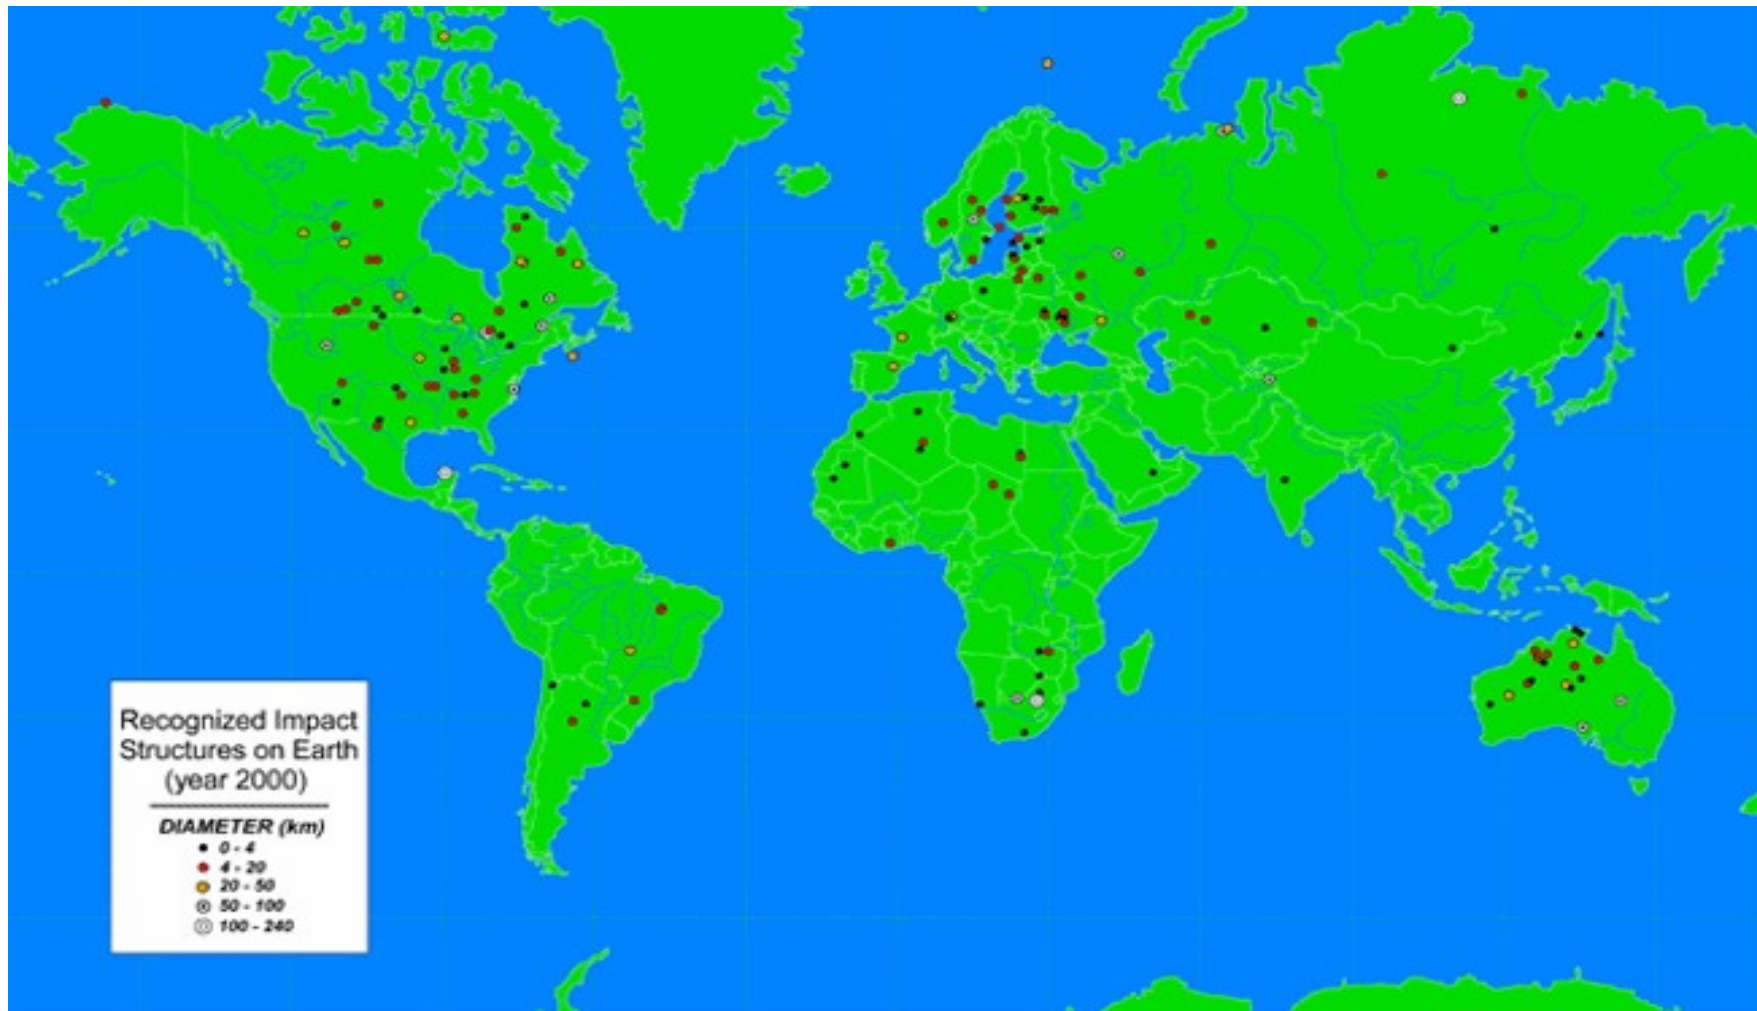 Recognized Impact
Structures on Earth
(year 2000)
DIAMETER (km)
0 - 4
4 - 20
20 - 50
50 - 100
100 - 240